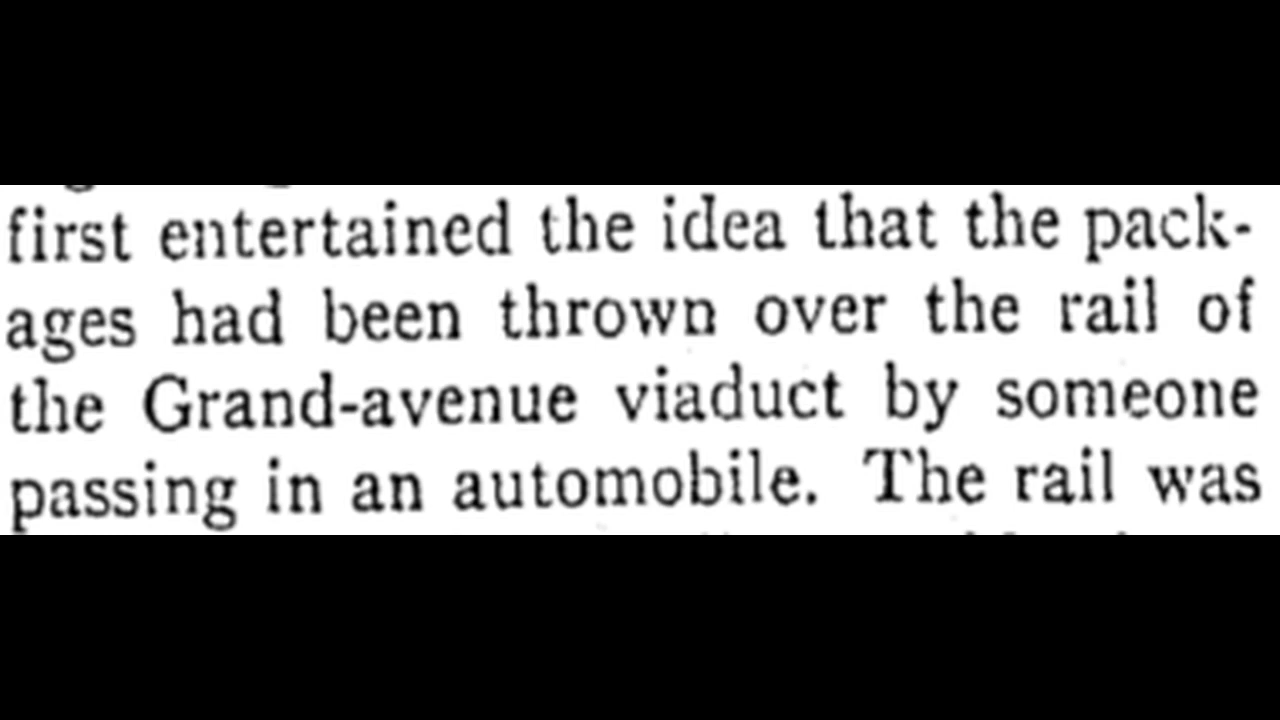 first entertained the idea that the pack-
ages had been thrown over the rail of
the Grand-avenue viaduct by someone
passing in an automobile. The rail was